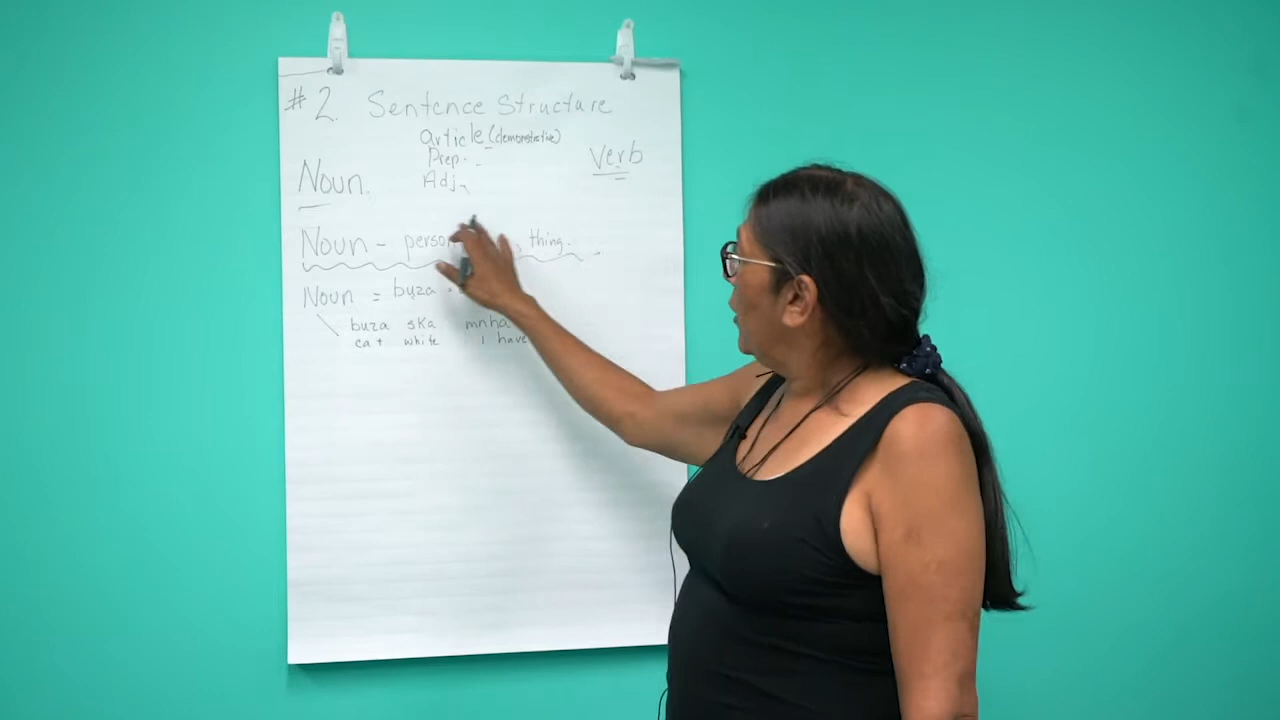 #2. Sentence Structure
article (demonstrative)
Prep.
Verb
Noun.
Adj.
Noun - person , thing.
Noun = buza
buza ska mnha
cat white I have